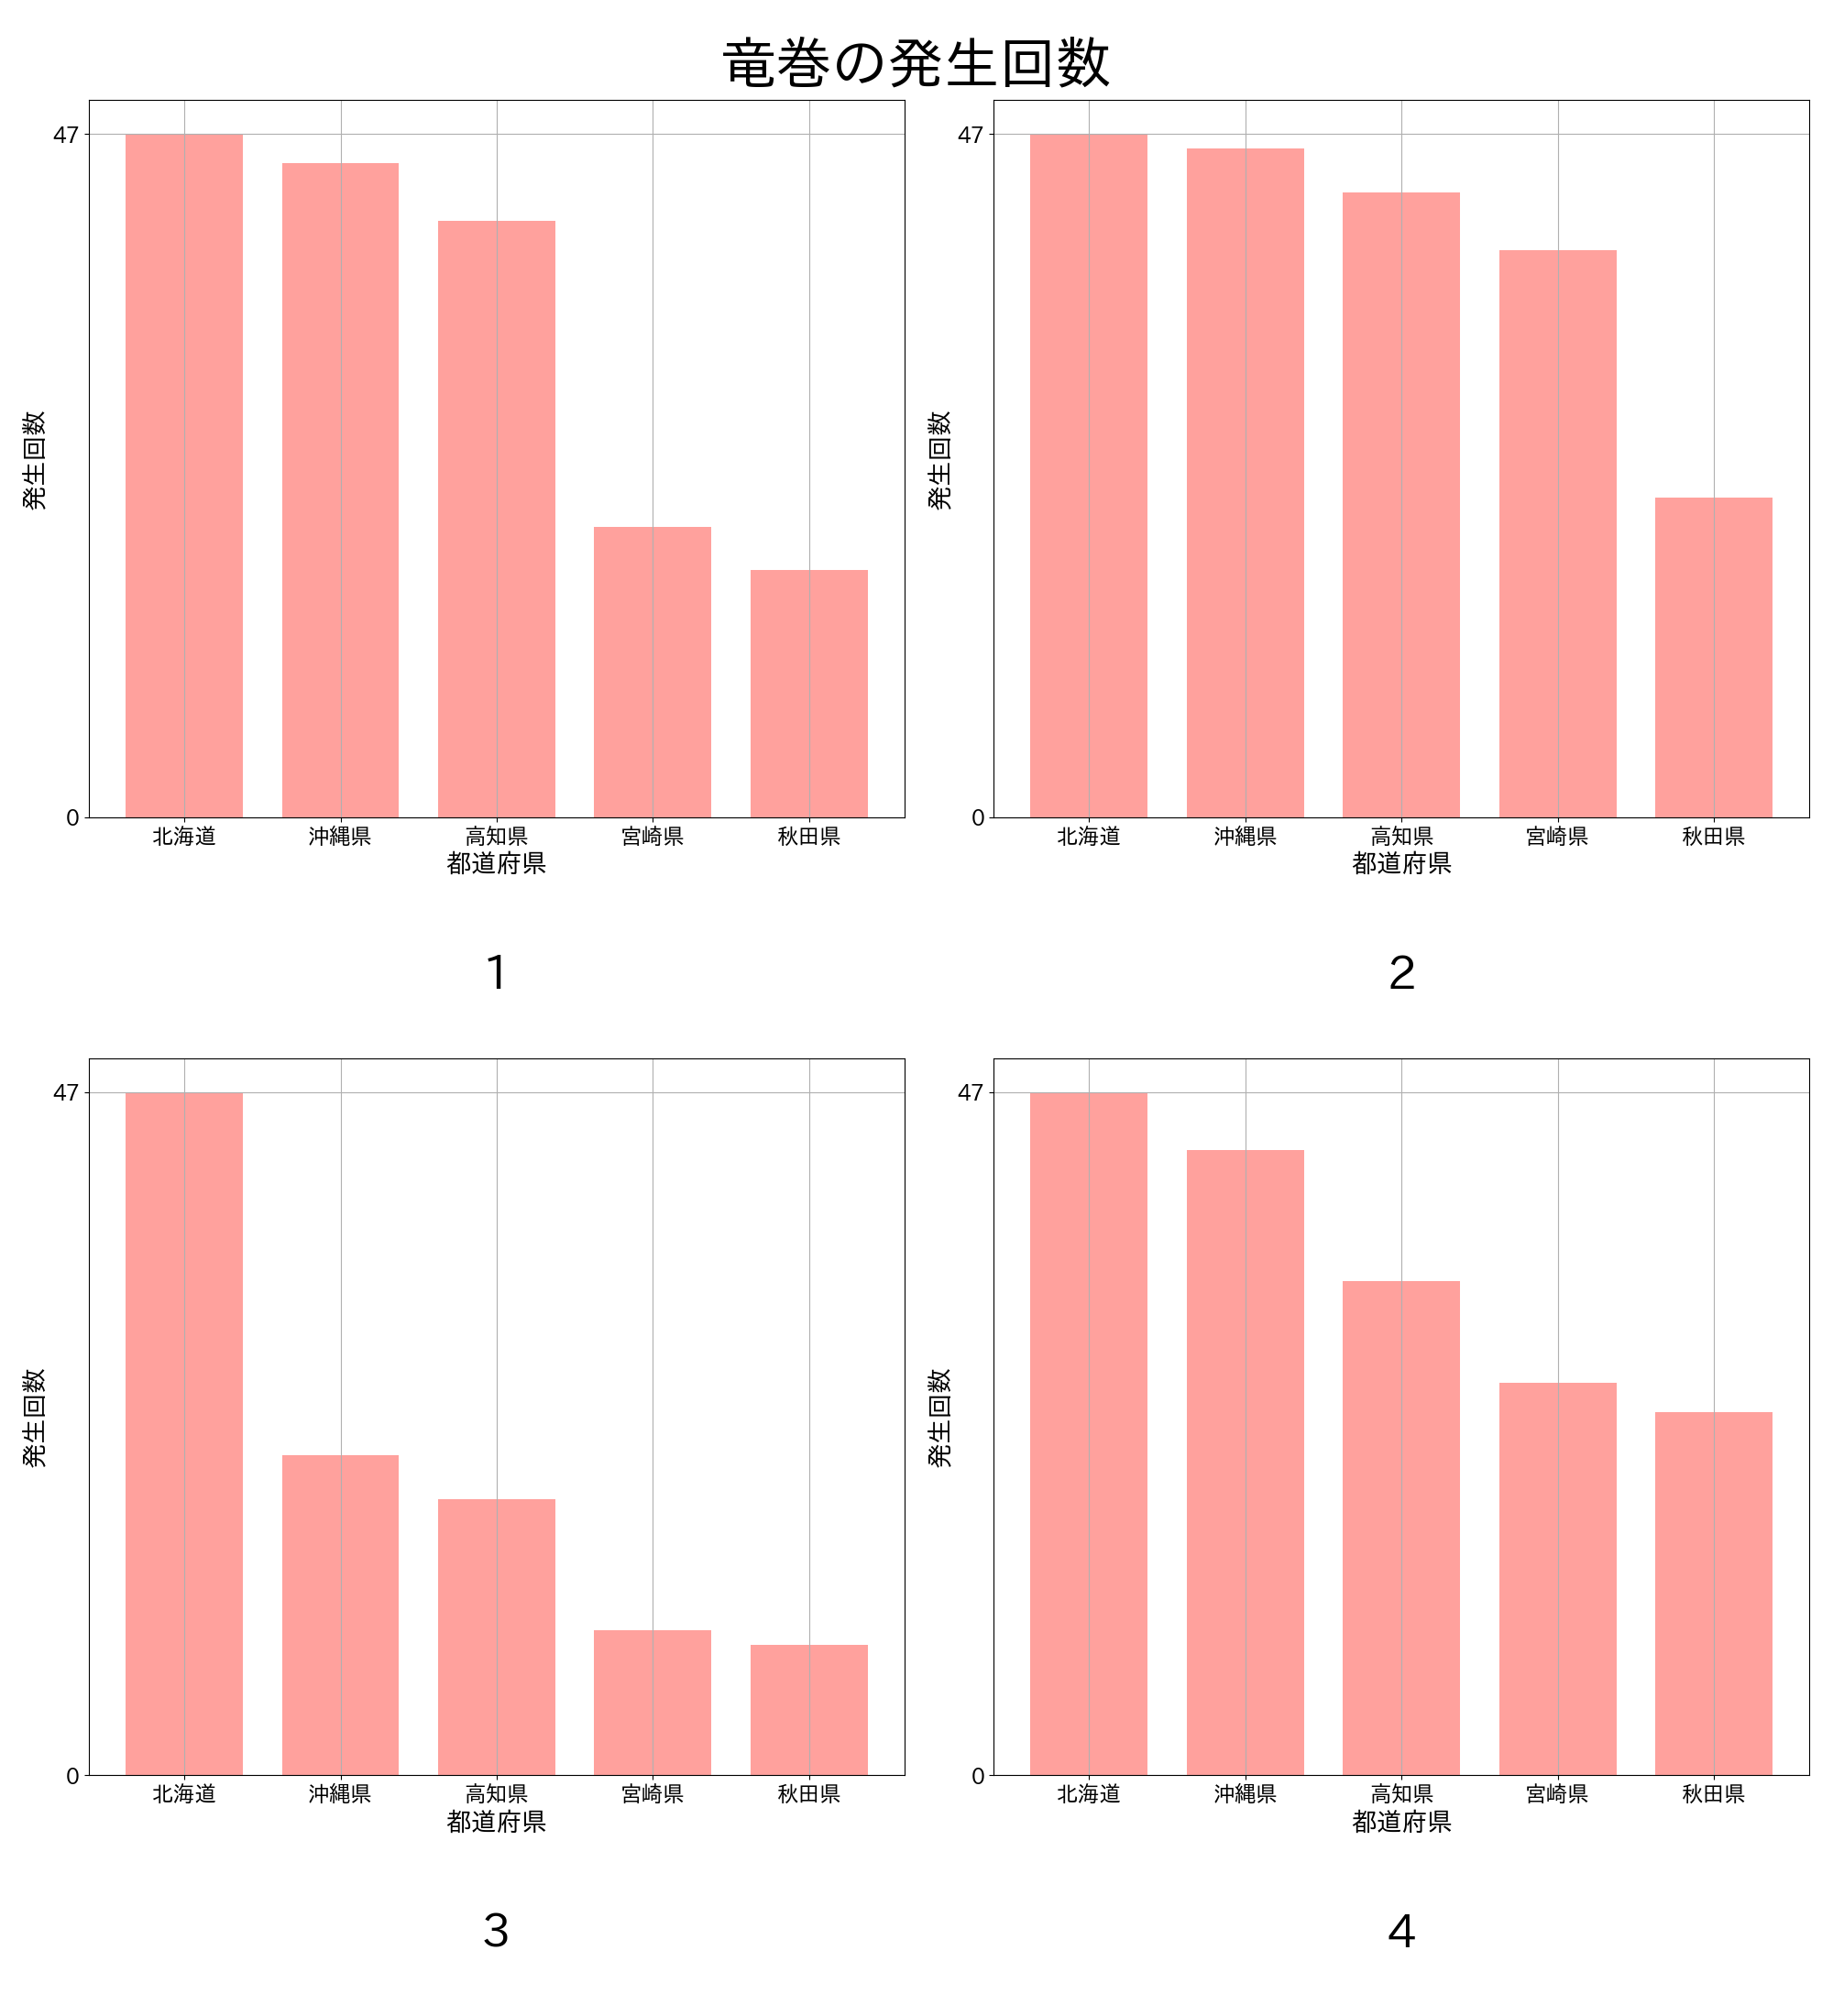 竜巻の発生回数
47
0
発生回数
北海道 沖縄県 高知県 宮崎県 秋田県
都道府県
1
47
0
発生回数
北海道 沖縄県 高知県 宮崎県 秋田県
都道府県
2
47
0
発生回数
北海道 沖縄県 高知県 宮崎県 秋田県
都道府県
3
47
0
発生回数
北海道 沖縄県 高知県 宮崎県 秋田県
都道府県
4